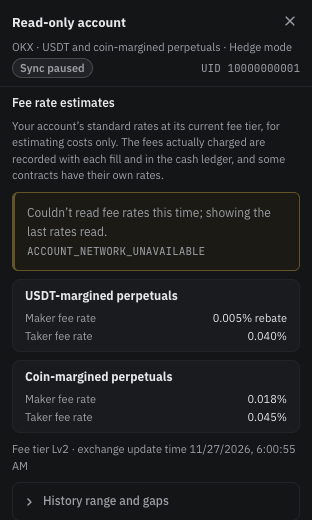 Read-only account
OKX · USDT and coin-margined perpetuals · Hedge mode
Sync paused UID 10000000001
Fee rate estimates
Your account's standard rates at its current fee tier, for
estimating costs only. The fees actually charged are
recorded with each fill and in the cash ledger, and some
contracts have their own rates.
Couldn't read fee rates this time; showing the
last rates read.
ACCOUNT_NETWORK_UNAVAILABLE
USDT-margined perpetuals
Maker fee rate 0.005% rebate
Taker fee rate 0.040%
Coin-margined perpetuals
Maker fee rate 0.018%
Taker fee rate 0.045%
Fee tier Lv2 · exchange update time 11/27/2026, 6:00:55
AM
History range and gaps